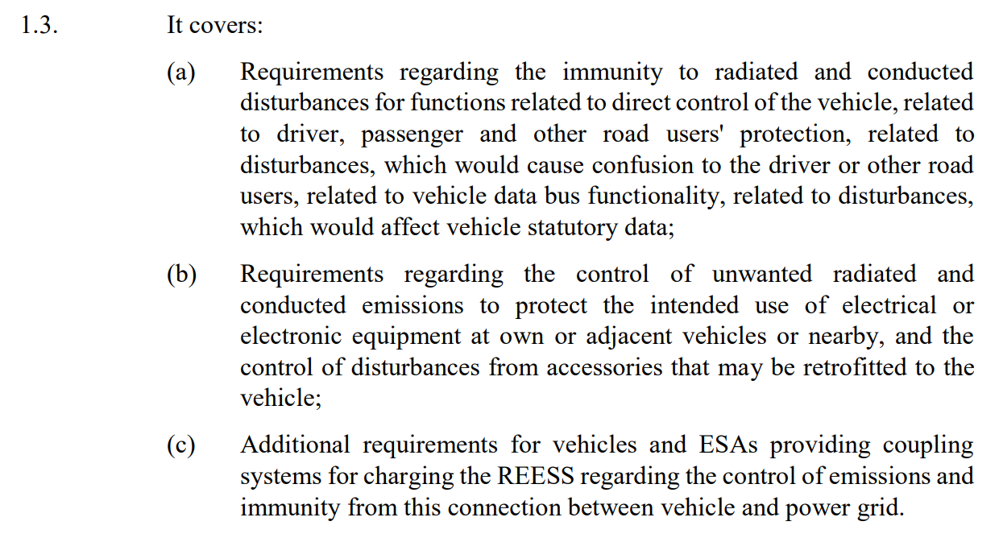 1.3. It covers:
(a) Requirements regarding the immunity to radiated and conducted
disturbances for functions related to direct control of the vehicle, related
to driver, passenger and other road users' protection, related to
disturbances, which would cause confusion to the driver or other road
users, related to vehicle data bus functionality, related to disturbances,
which would affect vehicle statutory data;
(b) Requirements regarding the control of unwanted radiated and
conducted emissions to protect the intended use of electrical or
electronic equipment at own or adjacent vehicles or nearby, and the
control of disturbances from accessories that may be retrofitted to the
vehicle;
(c) Additional requirements for vehicles and ESAs providing coupling
systems for charging the REESS regarding the control of emissions and
immunity from this connection between vehicle and power grid.